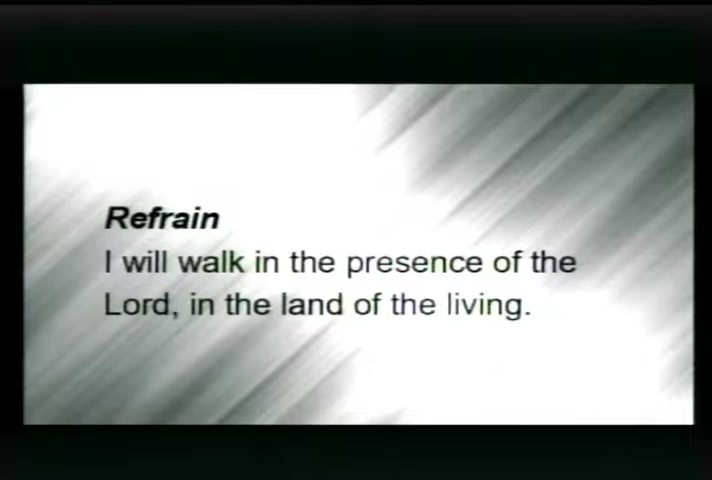 Refrain
I will walk in the presence of the
Lord, in the land of the living.